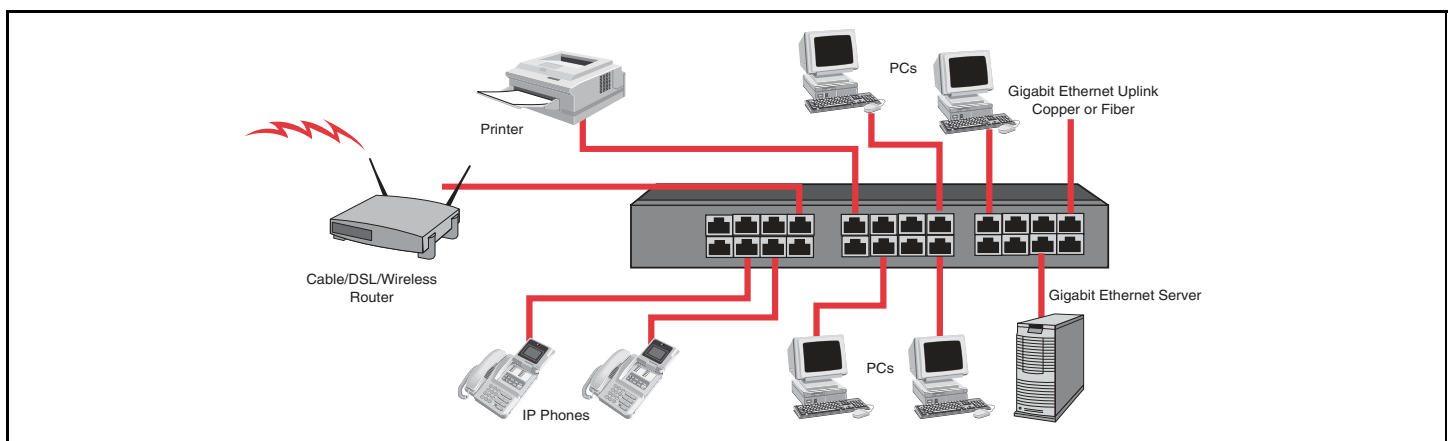 PCs
Gigabit Ethernet Uplink
Copper or Fiber
Printer
Cable/DSL/Wireless
Router
Gigabit Ethernet Server
PCs
IP Phones